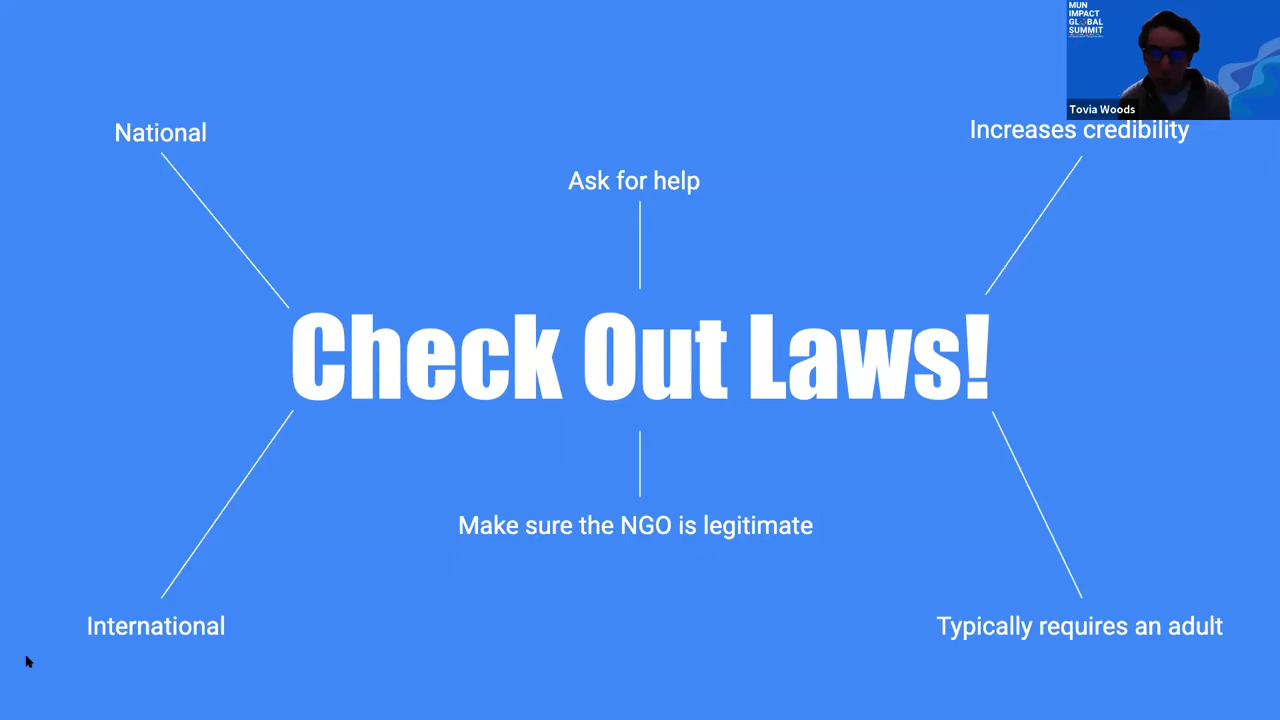 MUN
IMPACT
GLOBAL
SUMMIT
Tovia Woods
National
Increases credibility
Ask for help
Check Out Laws!
Make sure the NGO is legitimate
International
Typically requires an adult